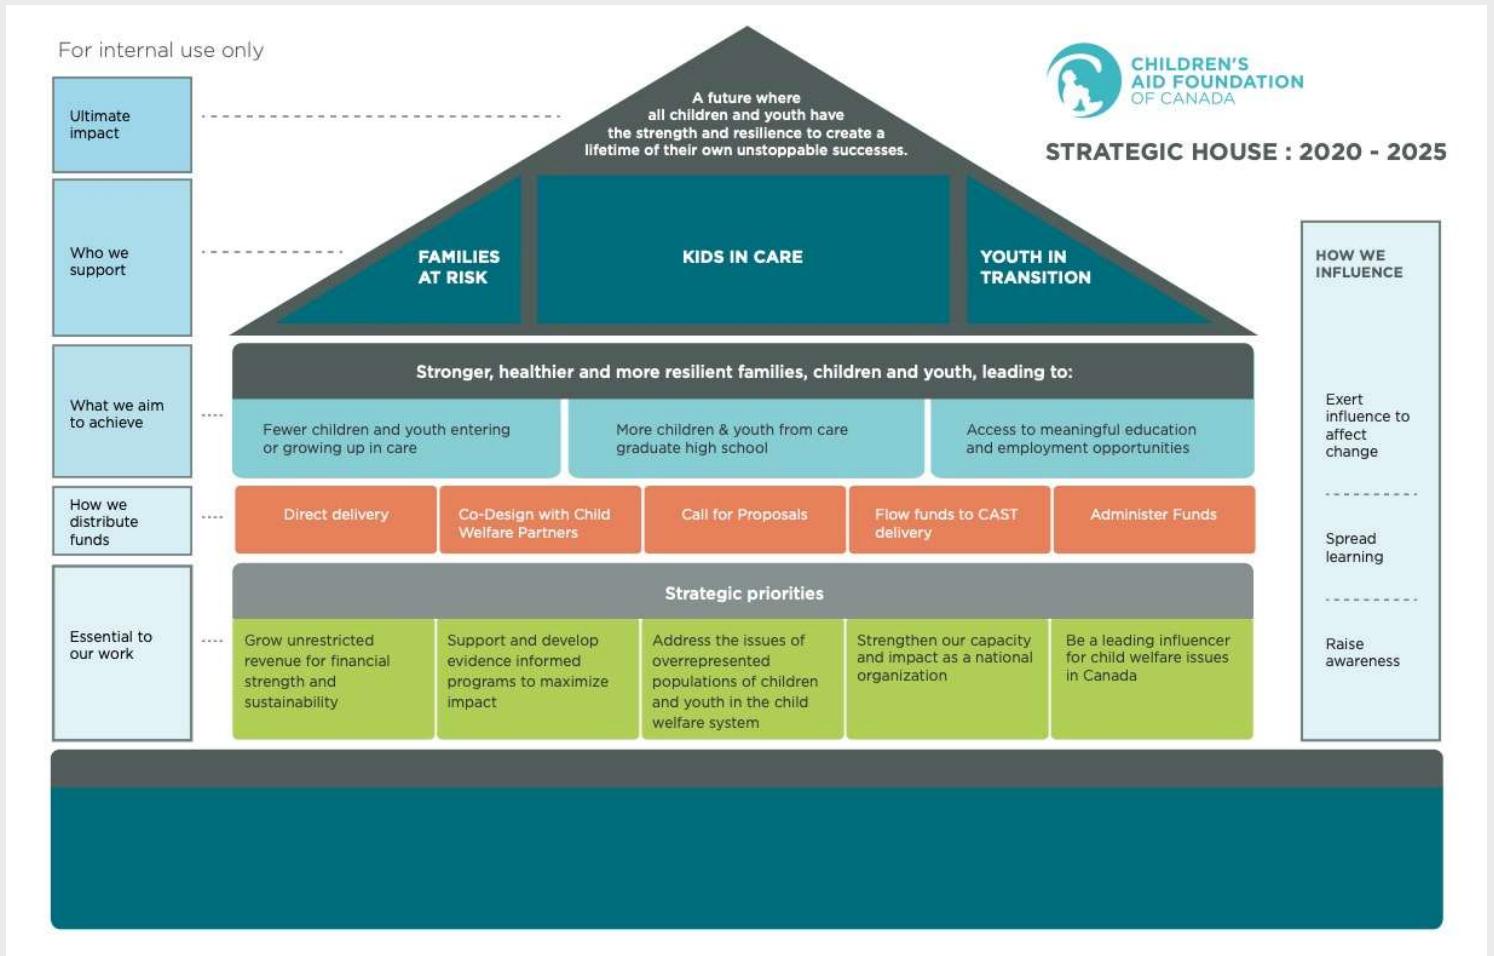 For internal use only
CHILDREN'S
AID FOUNDATION
OF CANADA
STRATEGIC HOUSE : 2020 - 2025
Ultimate
impact
A future where
all children and youth have
the strength and resilience to create a
lifetime of their own unstoppable successes.
Who we
support
FAMILIES
AT RISK
KIDS IN CARE
YOUTH IN
TRANSITION
What we aim
to achieve
Stronger, healthier and more resilient families, children and youth, leading to:
Fewer children and youth entering
or growing up in care
More children & youth from care
graduate high school
Access to meaningful education
and employment opportunities
How we
distribute
funds
Direct delivery
Co-Design with Child
Welfare Partners
Call for Proposals
Flow funds to CAST
delivery
Administer Funds
Essential to
our work
Strategic priorities
Grow unrestricted
revenue for financial
strength and
sustainability
Support and develop
evidence informed
programs to maximize
impact
Address the issues of
overrepresented
populations of children
and youth in the child
welfare system
Strengthen our capacity
and impact as a national
organization
Be a leading influencer
for child welfare issues
in Canada
HOW WE
INFLUENCE
Exert
influence to
affect
change
Spread
learning
Raise
awareness